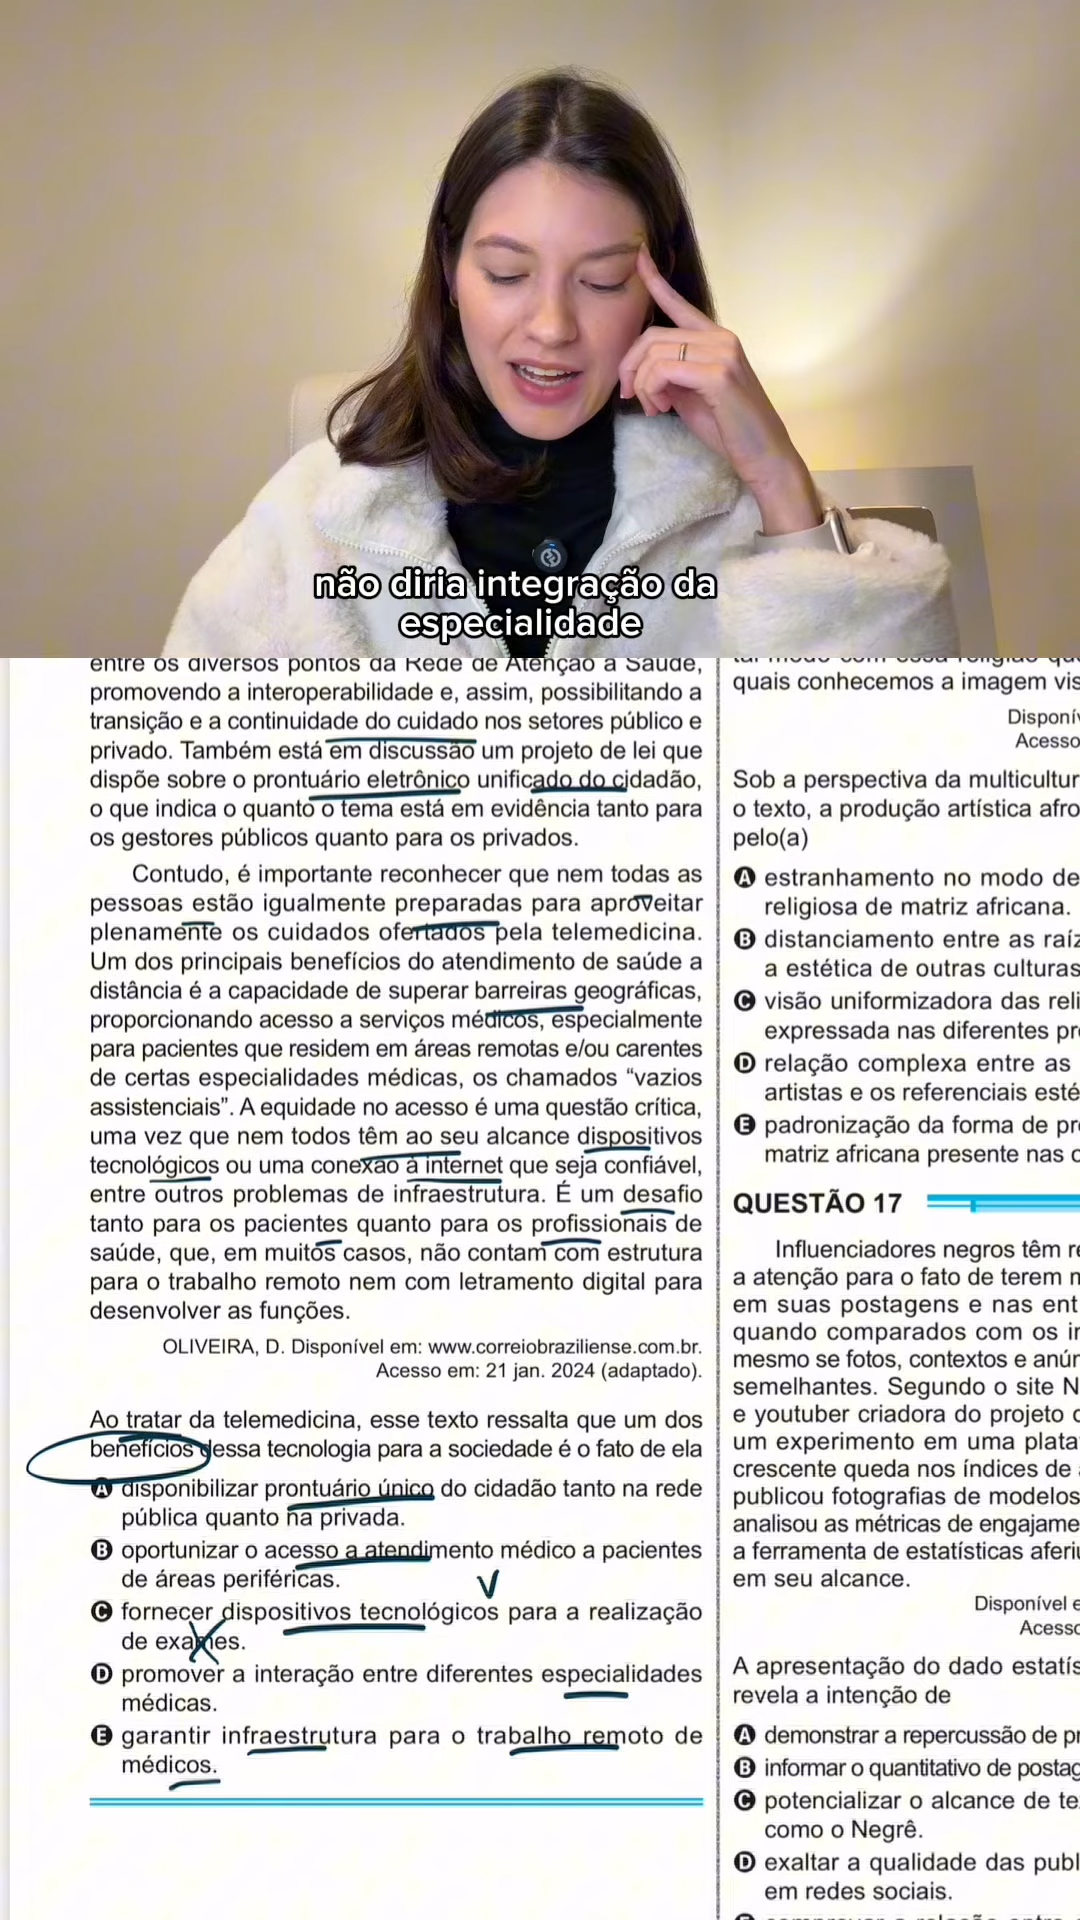 não diria integração da
especialidade
entre os diversos pontos da Rede de Atenção à Saúde,
promovendo a interoperabilidade e, assim, possibilitando a
transição e a continuidade do cuidado nos setores público e
privado. Também está em discussão um projeto de lei que
dispõe sobre o prontuário eletrônico unificado do cidadão,
o que indica o quanto o tema está em evidência tanto para
os gestores públicos quanto para os privados.
Contudo, é importante reconhecer que nem todas as
pessoas estão igualmente preparadas para aproveitar
plenamente os cuidados ofertados pela telemedicina.
Um dos principais benefícios do atendimento de saúde a
distância é a capacidade de superar barreiras geográficas,
proporcionando acesso a serviços médicos, especialmente
para pacientes que residem em áreas remotas e/ou carentes
de certas especialidades médicas, os chamados “vazios
assistenciais”. A equidade no acesso é uma questão crítica,
uma vez que nem todos têm ao seu alcance dispositivos
tecnológicos ou uma conexão à internet que seja confiável,
entre outros problemas de infraestrutura. É um desafio
tanto para os pacientes quanto para os profissionais de
saúde, que, em muitos casos, não contam com estrutura
para o trabalho remoto nem com letramento digital para
desenvolver as funções.
OLIVEIRA, D. Disponível em: www.correiobraziliense.com.br.
Acesso em: 21 jan. 2024 (adaptado).
Ao tratar da telemedicina, esse texto ressalta que um dos
benefícios dessa tecnologia para a sociedade é o fato de ela
A disponibilizar prontuário único do cidadão tanto na rede
pública quanto na privada.
B oportunizar o acesso a atendimento médico a pacientes
de áreas periféricas.
C fornecer dispositivos tecnológicos para a realização
de exames.
D promover a interação entre diferentes especialidades
médicas.
E garantir infraestrutura para o trabalho remoto de
médicos.
quais conhecemos a imagem vis
Disponív
Acesso
Sob a perspectiva da multicultur
o texto, a produção artística afro
pelo(a)
A estranhamento no modo de
religiosa de matriz africana.
B distanciamento entre as raíz
a estética de outras culturas
C visão uniformizadora das reli
expressada nas diferentes pr
D relação complexa entre as
artistas e os referenciais esté
E padronização da forma de pr
matriz africana presente nas o
QUESTÃO 17
Influenciadores negros têm re
a atenção para o fato de terem m
em suas postagens e nas ent
quando comparados com os in
mesmo se fotos, contextos e anún
semelhantes. Segundo o site N
e youtuber criadora do projeto d
um experimento em uma plata
crescente queda nos índices de
publicou fotografias de modelos
analisou as métricas de engajame
a ferramenta de estatísticas aferiu
em seu alcance.
Disponível e
Acesso
A apresentação do dado estatís
revela a intenção de
A demonstrar a repercussão de pr
B informar o quantitativo de postag
C potencializar o alcance de te
como o Negrê.
D exaltar a qualidade das publ
em redes sociais.